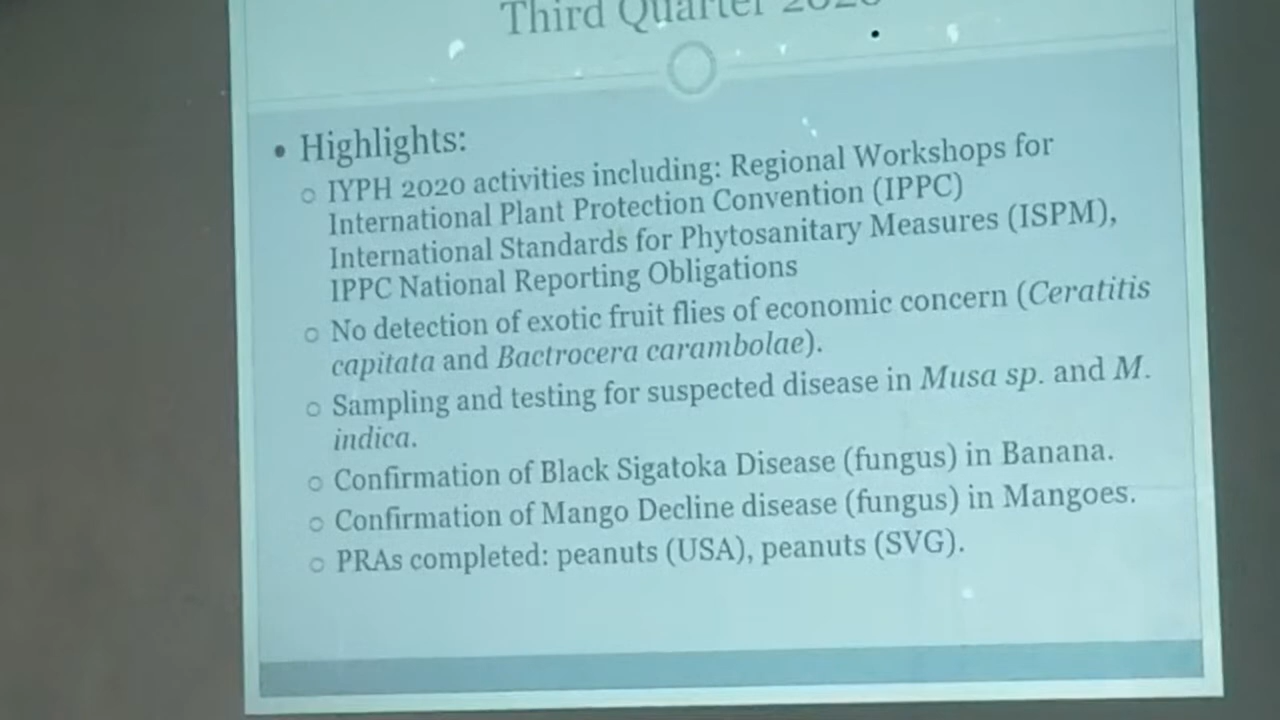 Third Quarter 2020
• Highlights:
○ IYPH 2020 activities including: Regional Workshops for
International Plant Protection Convention (IPPC)
International Standards for Phytosanitary Measures (ISPM),
IPPC National Reporting Obligations
○ No detection of exotic fruit flies of economic concern (Ceratitis
capitata and Bactrocera carambolae).
○ Sampling and testing for suspected disease in Musa sp. and M.
indica.
○ Confirmation of Black Sigatoka Disease (fungus) in Banana.
○ Confirmation of Mango Decline disease (fungus) in Mangoes.
○ PRAs completed: peanuts (USA), peanuts (SVG).